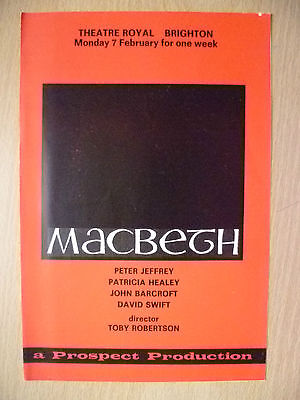 THEATRE ROYAL BRIGHTON
Monday 7 February for one week
MACBETH
PETER JEFFREY
PATRICIA HEALEY
JOHN BARCROFT
DAVID SWIFT
director
TOBY ROBERTSON
a Prospect Production